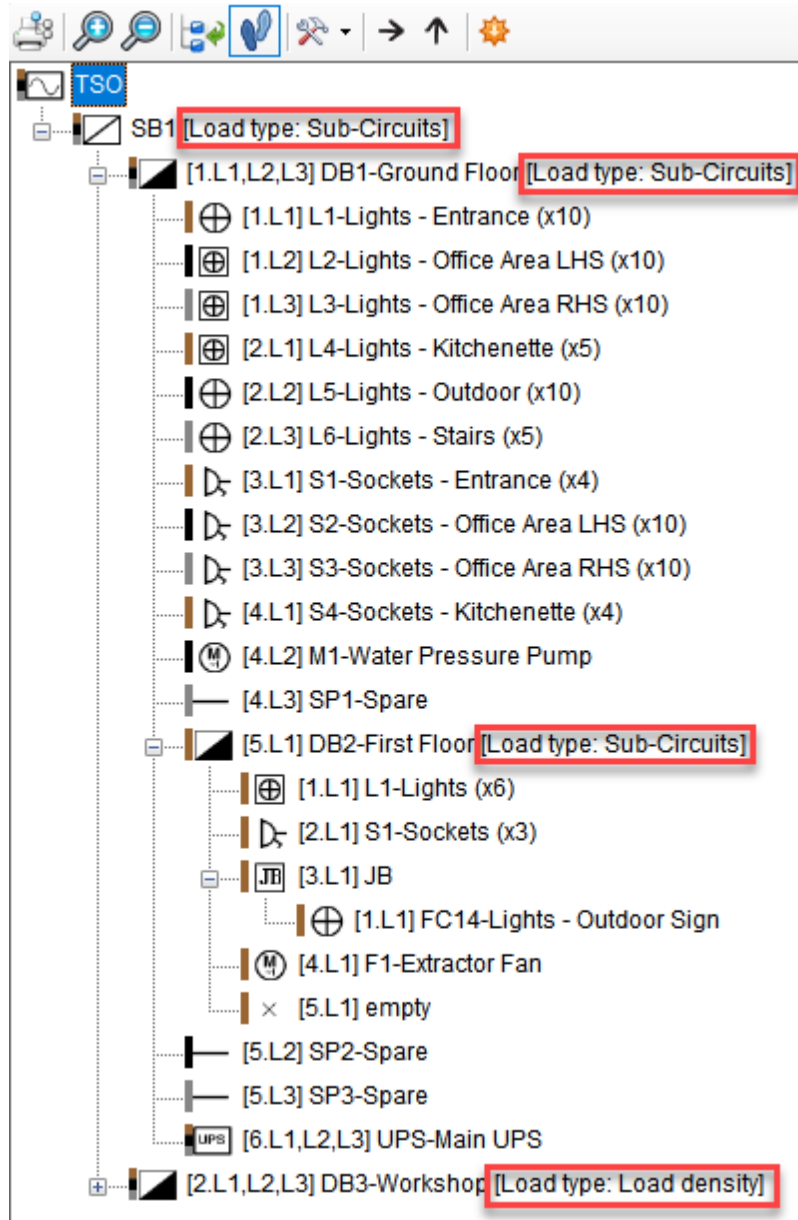 TSO
SB1 [Load type: Sub-Circuits]
[1.L1,L2,L3] DB1-Ground Floor [Load type: Sub-Circuits]
[1.L1] L1-Lights - Entrance (x10)
[1.L2] L2-Lights - Office Area LHS (x10)
[1.L3] L3-Lights - Office Area RHS (x10)
[2.L1] L4-Lights - Kitchenette (x5)
[2.L2] L5-Lights - Outdoor (x10)
[2.L3] L6-Lights - Stairs (x5)
[3.L1] S1-Sockets - Entrance (x4)
[3.L2] S2-Sockets - Office Area LHS (x10)
[3.L3] S3-Sockets - Office Area RHS (x10)
[4.L1] S4-Sockets - Kitchenette (x4)
M [4.L2] M1-Water Pressure Pump
[4.L3] SP1-Spare
[5.L1] DB2-First Floor [Load type: Sub-Circuits]
[1.L1] L1-Lights (x6)
[2.L1] S1-Sockets (x3)
JB [3.L1] JB
[1.L1] FC14-Lights - Outdoor Sign
M [4.L1] F1-Extractor Fan
[5.L1] empty
[5.L2] SP2-Spare
[5.L3] SP3-Spare
UPS [6.L1,L2,L3] UPS-Main UPS
[2.L1,L2,L3] DB3-Workshop [Load type: Load density]